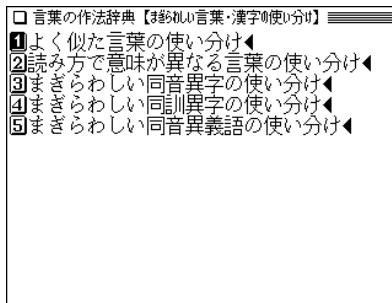 言葉の作法辞典【まぎらわしい言葉・漢字の使い分け】
1よく似た言葉の使い分け◀
2読み方で意味が異なる言葉の使い分け◀
3まぎらわしい同音異字の使い分け◀
4まぎらわしい同訓異字の使い分け◀
5まぎらわしい同音異義語の使い分け◀